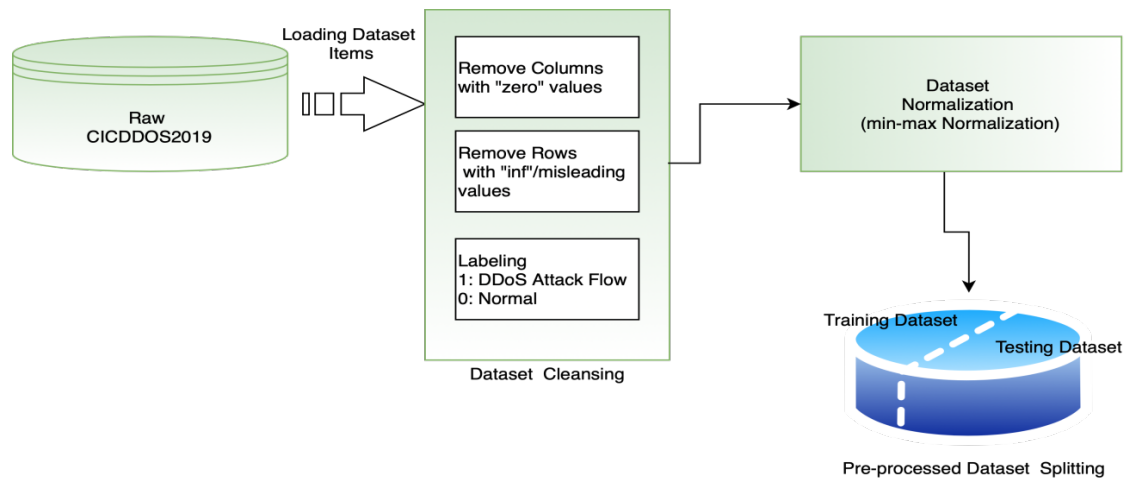 Loading Dataset
Items
Raw
CICDDOS2019
Remove Columns
with "zero" values
Remove Rows
with "inf"/misleading
values
Labeling
1: DDoS Attack Flow
0: Normal
Dataset Cleansing
Dataset
Normalization
(min-max Normalization)
Training Dataset
Testing Dataset
Pre-processed Dataset Splitting